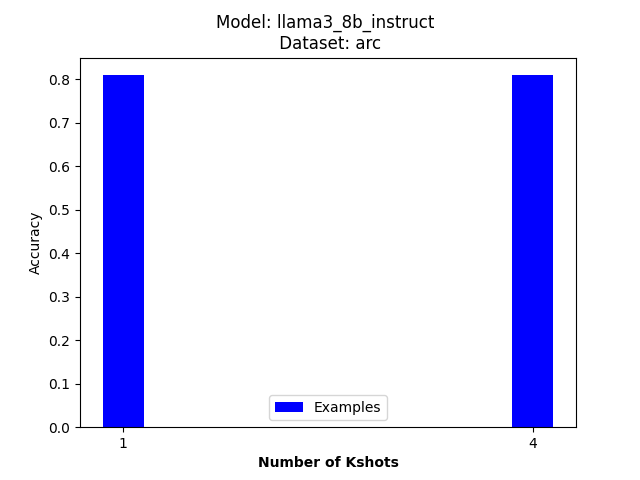 Model: llama3_8b_instruct
Dataset: arc
Accuracy
0.8
0.7
0.6
0.5
0.4
0.3
0.2
0.1
0.0
Examples
1
4
Number of Kshots